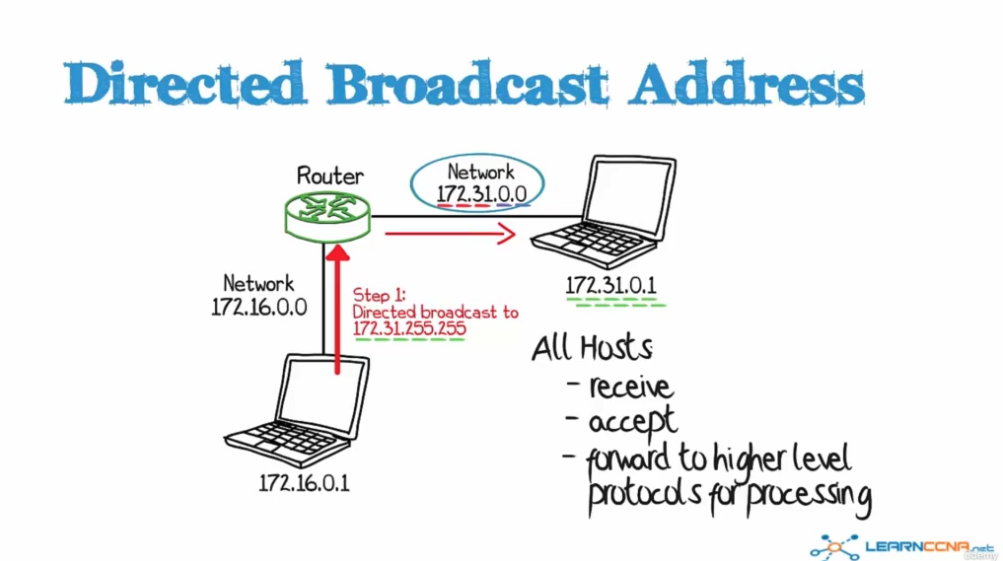 Directed Broadcast Address
Router
Network
172.31.0.0
172.31.0.1
Network
172.16.0.0
Step 1:
Directed broadcast to
172.31.255.255
172.16.0.1
All Hosts
- receive
- accept
- forward to higher level
protocols for processing
LEARNCCNA.net
Udemy